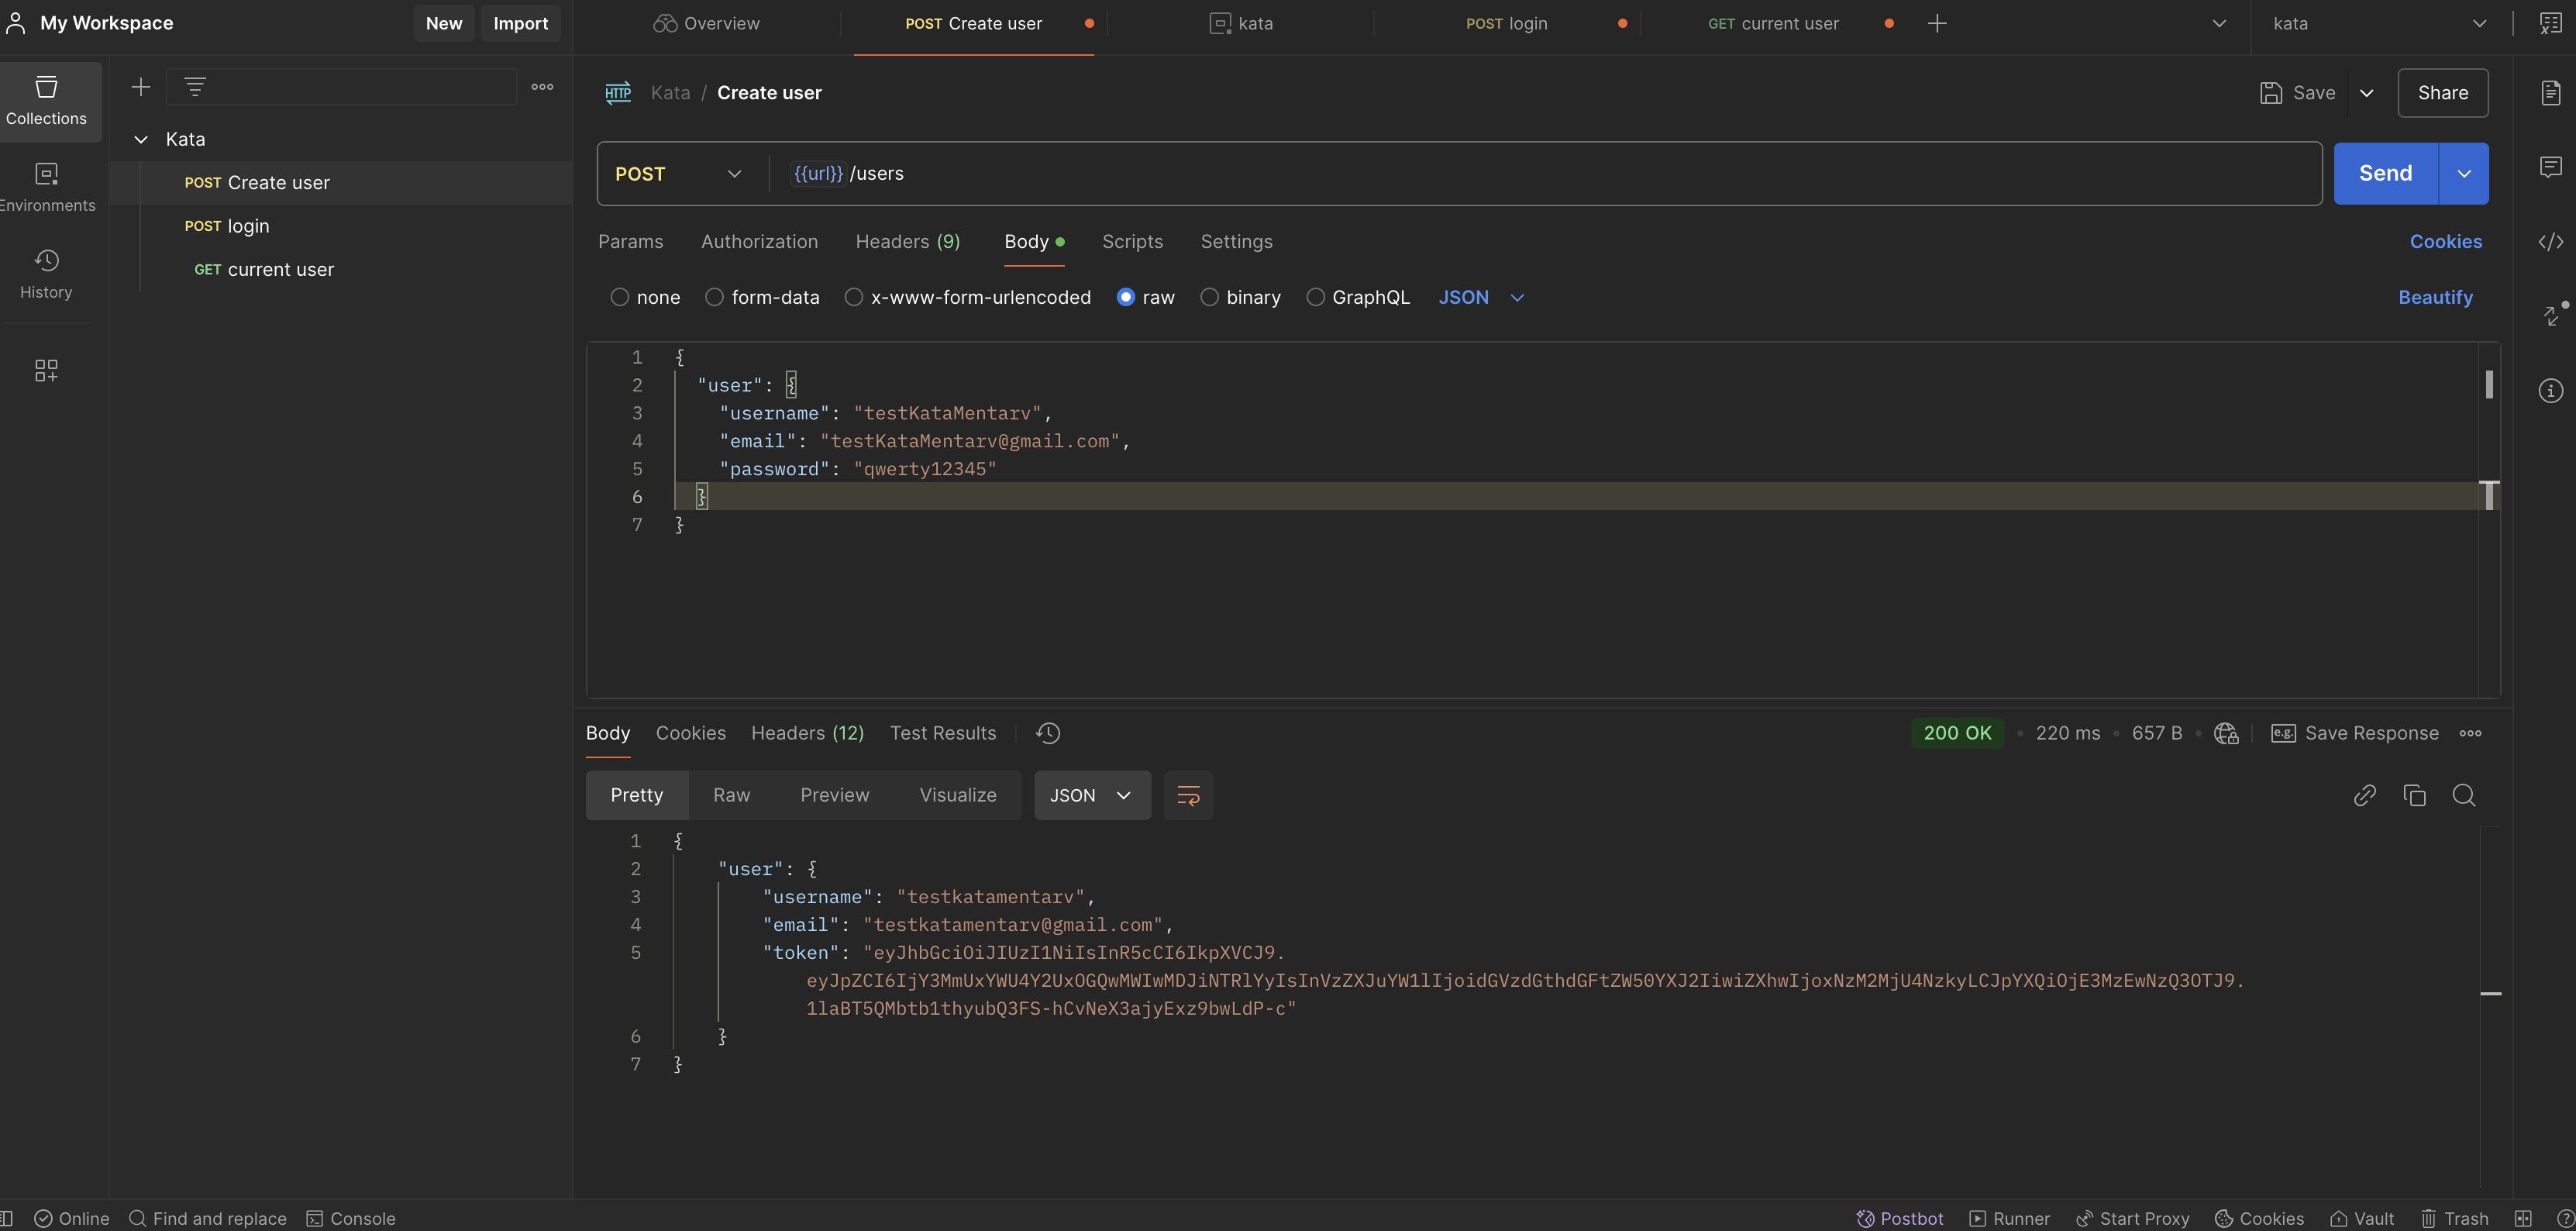 My Workspace
New
Import
Overview
POST Create user
kata
POST login
GET current user
kata
Collections
Environments
History
Kata
POST Create user
POST login
GET current user
HTTP
Kata / Create user
Save
Share
POST
{{url}} /users
Send
Params
Authorization
Headers (9)
Body
Scripts
Settings
Cookies
none
form-data
x-www-form-urlencoded
raw
binary
GraphQL
JSON
Beautify
1 {
2 "user": {
3 "username": "testKataMentarv",
4 "email": "testKataMentarv@gmail.com",
5 "password": "qwerty12345"
6 }
7 }
Body
Cookies
Headers (12)
Test Results
200 OK
220 ms
657 B
e.g.
Save Response
Pretty
Raw
Preview
Visualize
JSON
1 {
2 "user": {
3 "username": "testkatamentarv",
4 "email": "testkatamentarv@gmail.com",
5 "token": "eyJhbGciOiJIUzI1NiIsInR5cCI6IkpXVCJ9.
eyJpZCI6IjY3MmUxYWU4Y2UxOGQwMWIwMDJiNTRlYyIsInVzZXJuYW1lIjoidGVzdGthdGFtZW50YXJ2IiwiZXhwIjoxNzM2MjU4NzkyLCJpYXQiOjE3MzEwNzQ3OTJ9.
1laBT5QMbtb1thyubQ3FS-hCvNeX3ajyExz9bwLdP-c"
6 }
7 }
Online
Find and replace
Console
Postbot
Runner
Start Proxy
Cookies
Vault
Trash